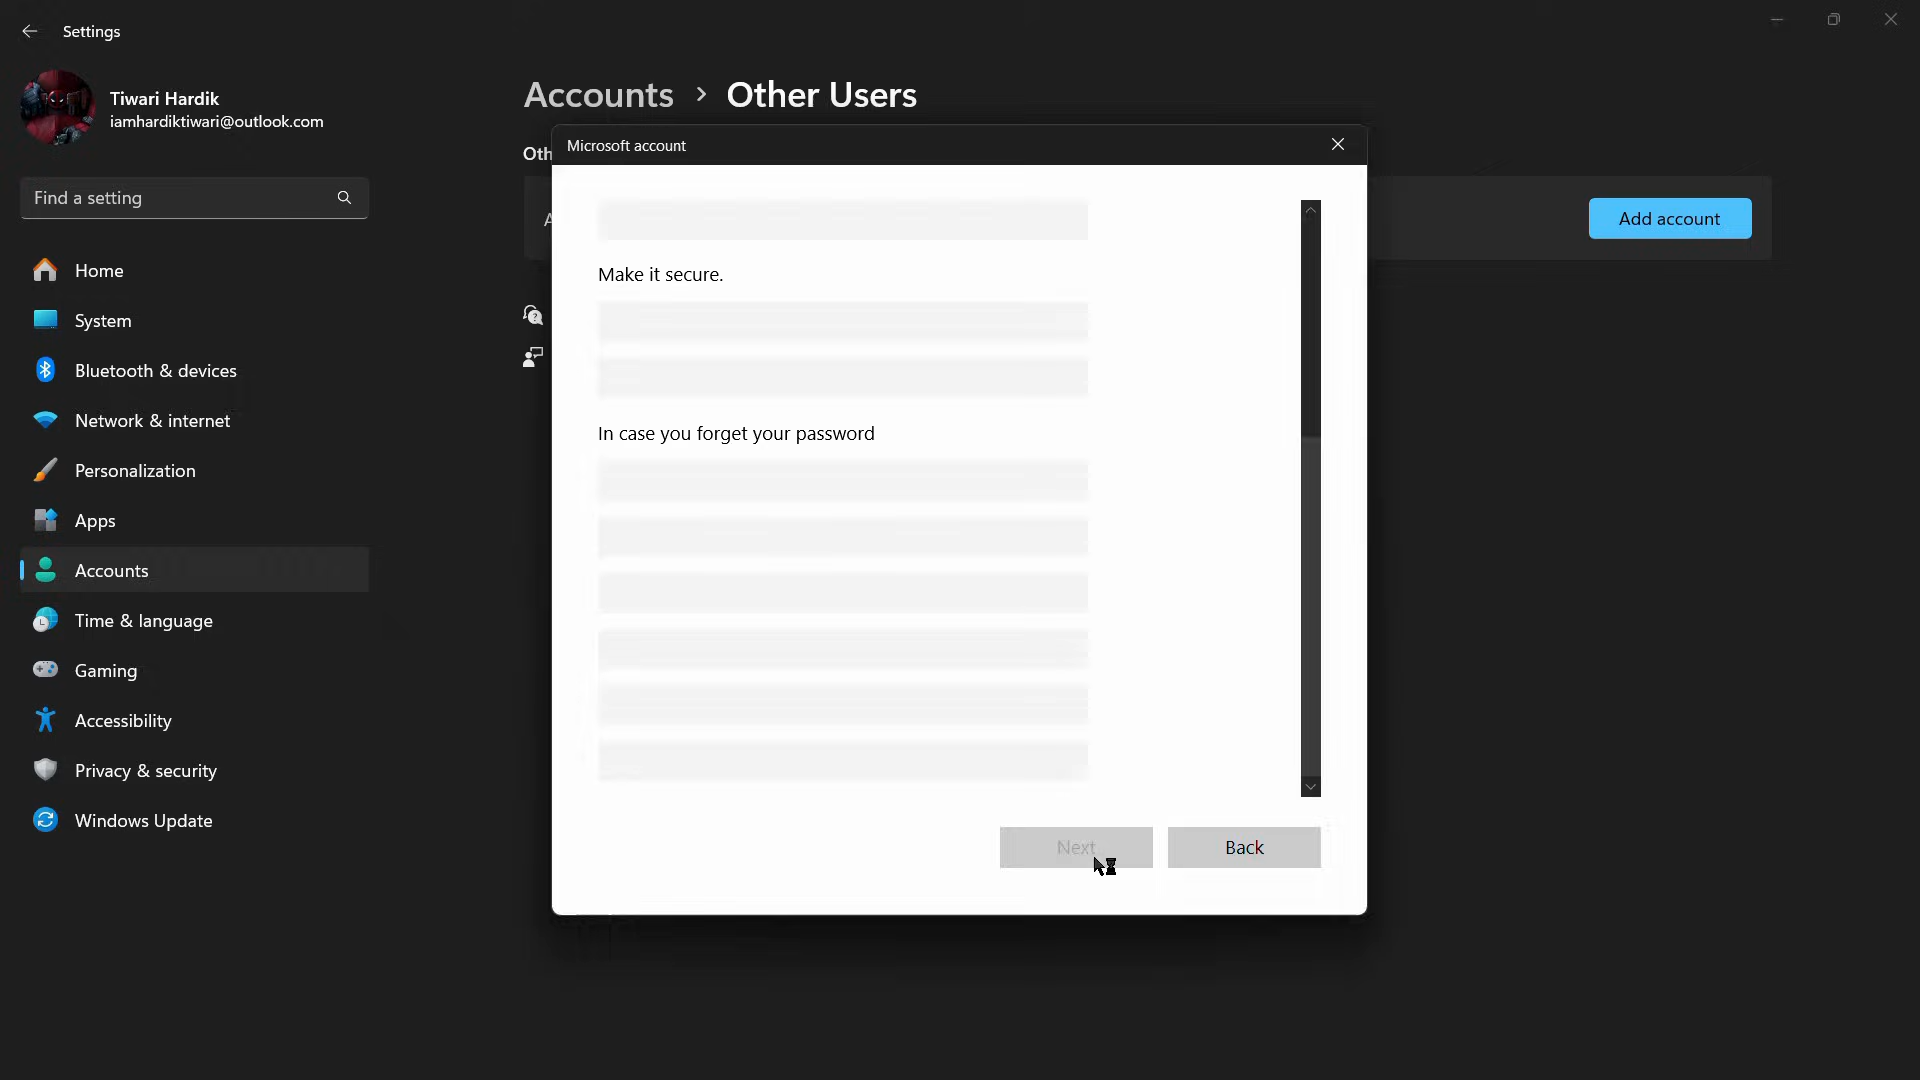 Settings
Tiwari Hardik
iamhardiktiwari@outlook.com
Find a setting
Home
System
Bluetooth & devices
Network & internet
Personalization
Apps
Accounts
Time & language
Gaming
Accessibility
Privacy & security
Windows Update
Accounts > Other Users
Oth
A
Add account
Microsoft account
Make it secure.
In case you forget your password
Next
Back